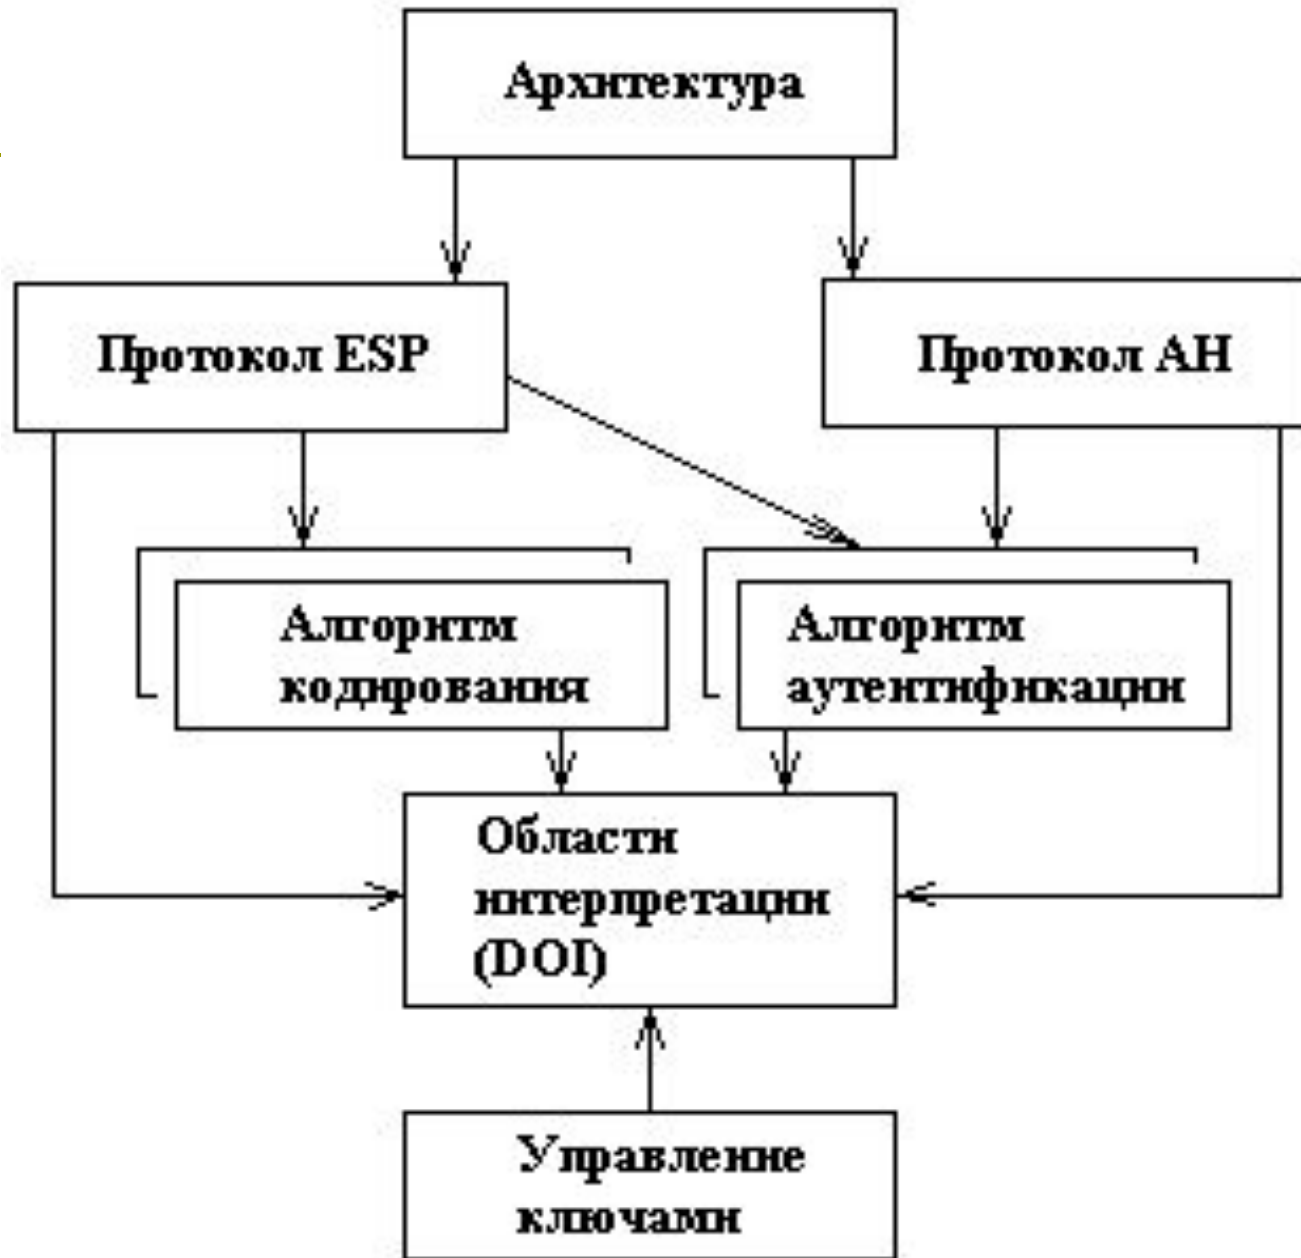 Архитектура
Протокол ESP
Протокол AH
Алгоритм
кодирования
Алгоритм
аутентификации
Области
интерпретации
(DOI)
Управление
ключами